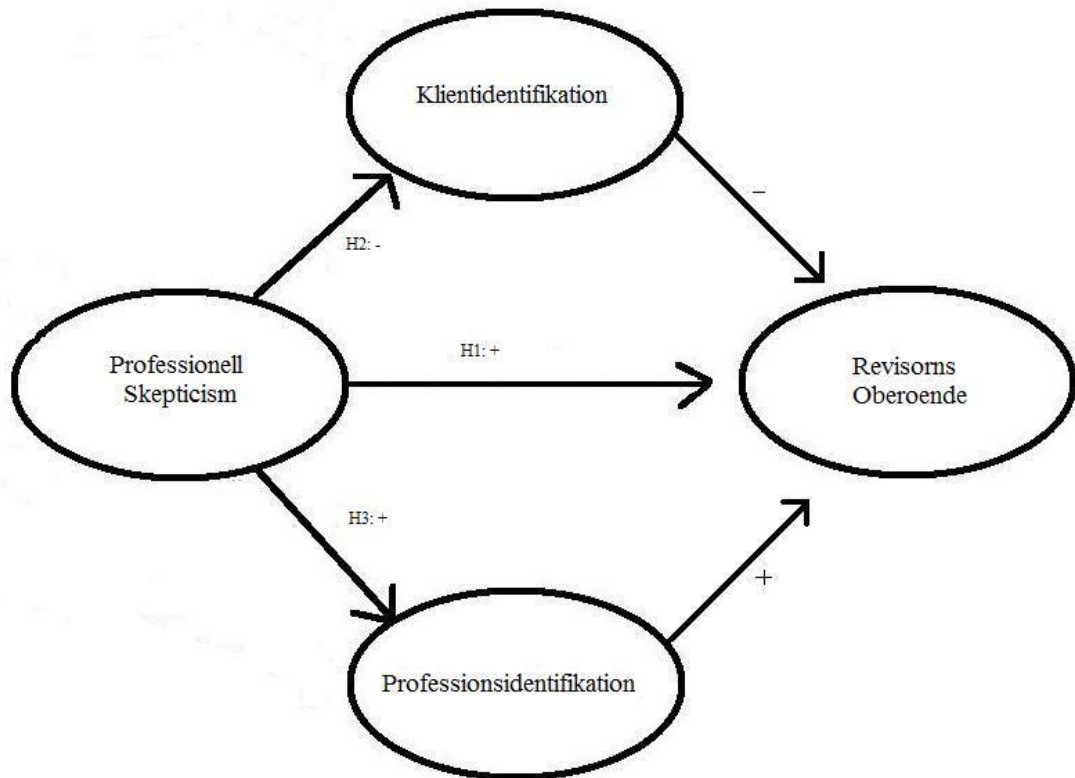 Klientidentifikation
–
H2: -
H1: +
Professionell
Skepticism
Revisorns
Oberoende
H3: +
+
Professionsidentifikation